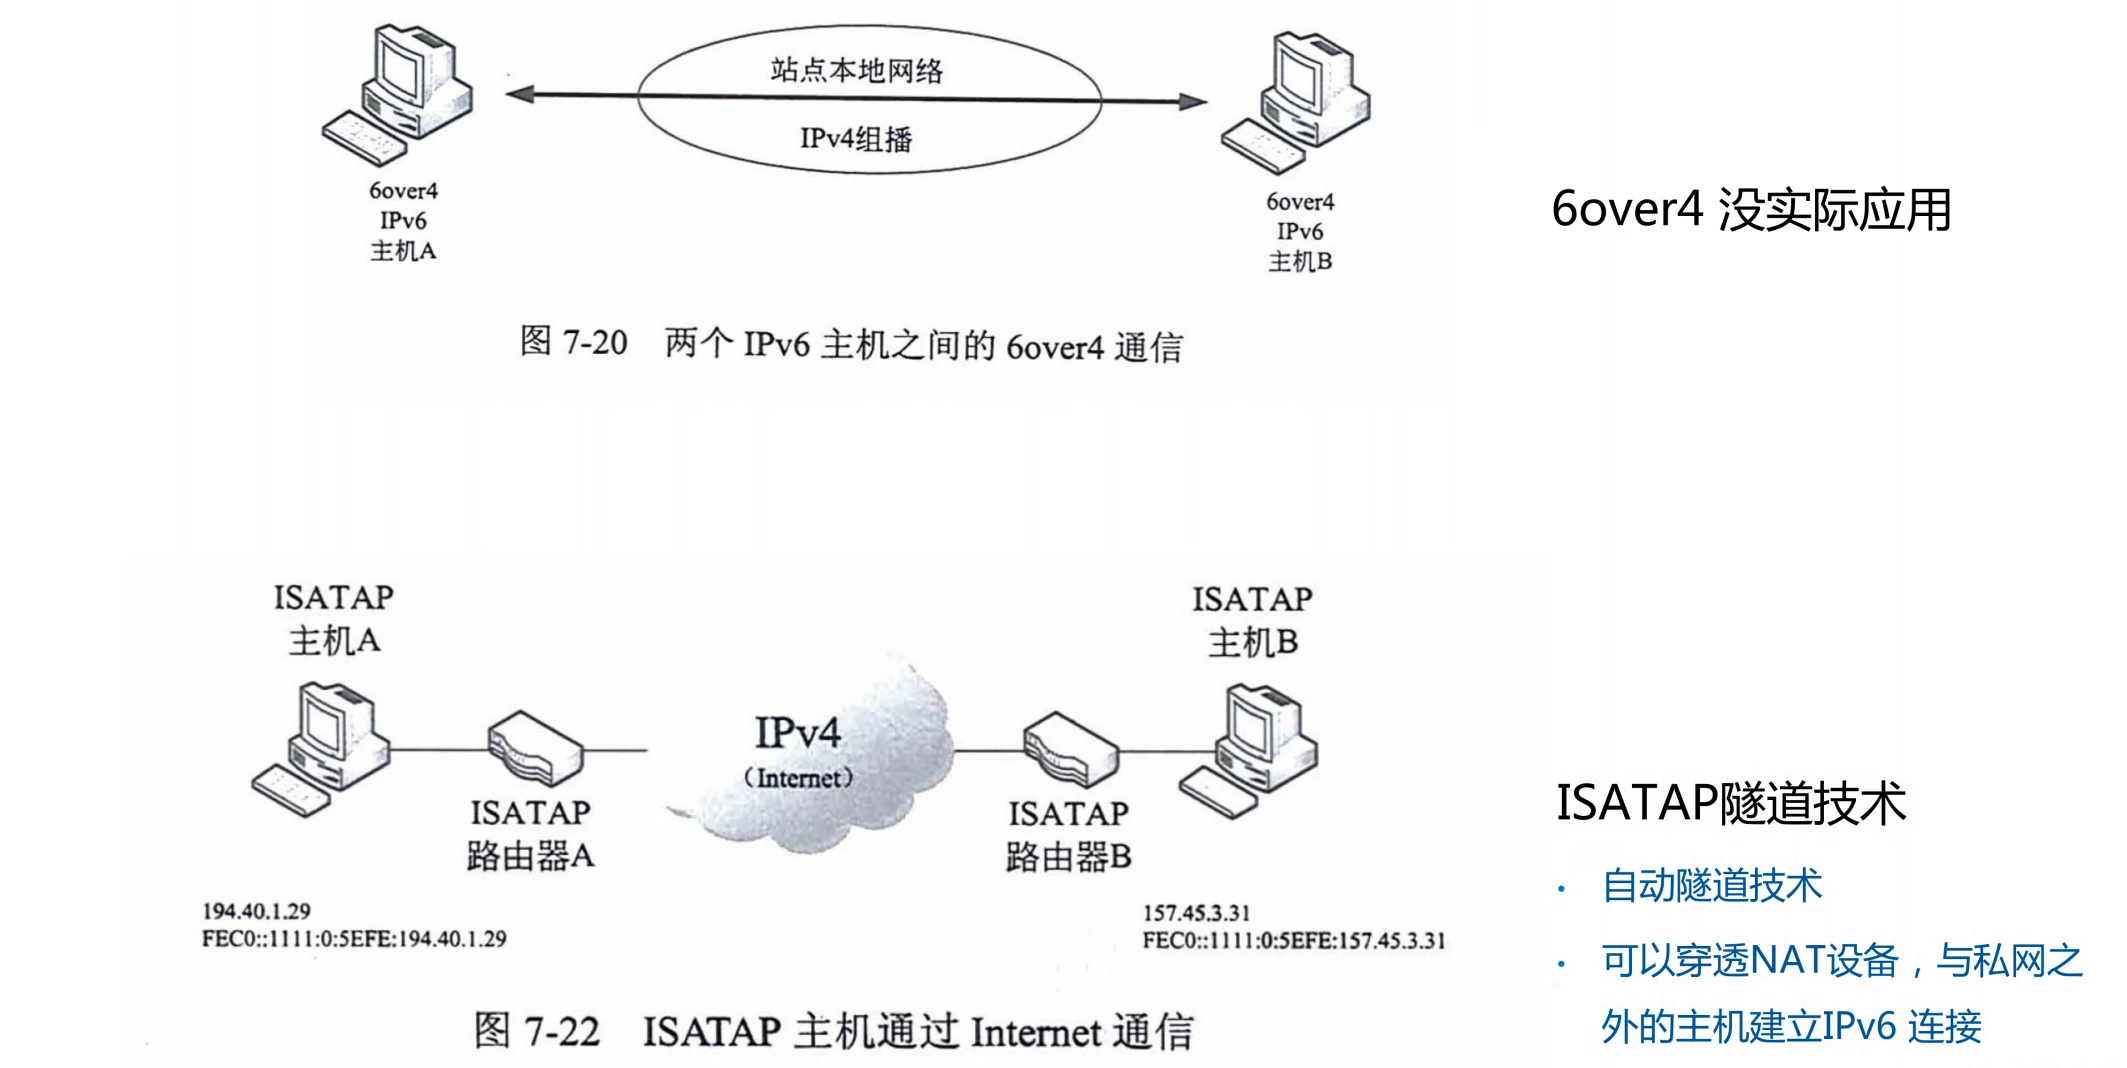 站点本地网络
IPv4组播
6over4
IPv6
主机A
6over4
IPv6
主机B
6over4 没实际应用
图 7-20 两个 IPv6 主机之间的 6over4 通信
ISATAP
主机A
ISATAP
主机B
IPv4
（Internet）
ISATAP
路由器A
ISATAP
路由器B
194.40.1.29
FEC0::1111:0:5EFE:194.40.1.29
157.45.3.31
FEC0::1111:0:5EFE:157.45.3.31
图 7-22 ISATAP 主机通过 Internet 通信
ISATAP隧道技术
• 自动隧道技术
• 可以穿透NAT设备，与私网之
外的主机建立IPv6 连接